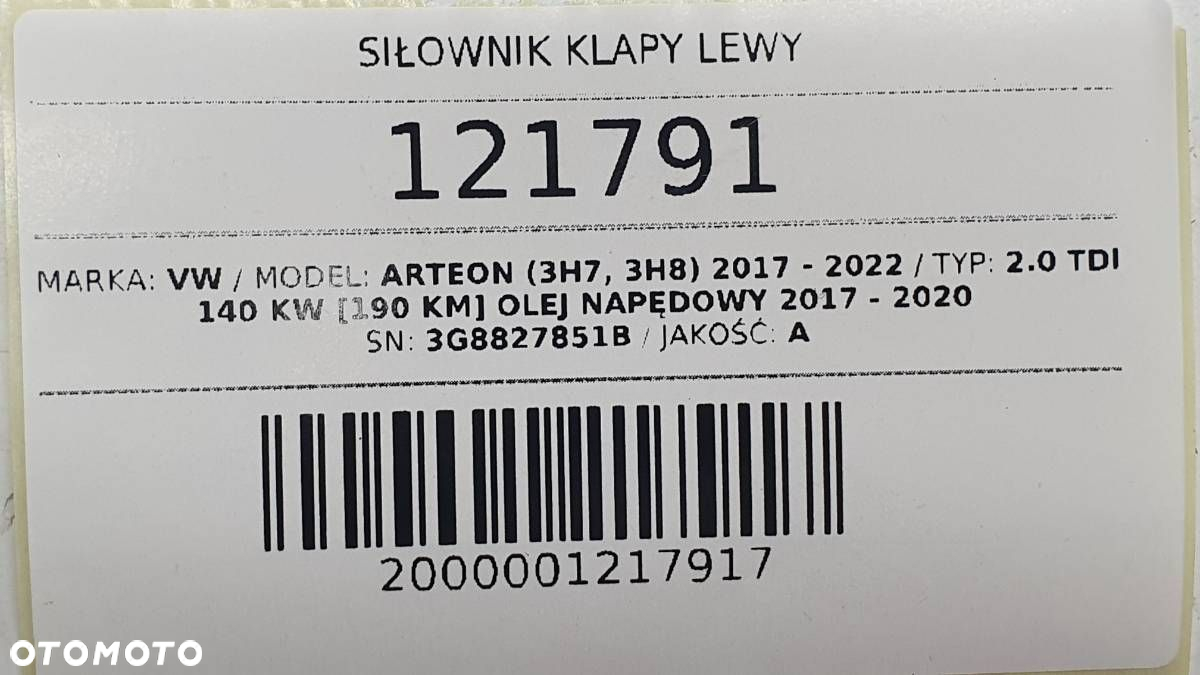 SIŁOWNIK KLAPY LEWY
121791
MARKA: VW / MODEL: ARTEON (3H7, 3H8) 2017 - 2022 / TYP: 2.0 TDI
140 KW [190 KM] OLEJ NAPĘDOWY 2017 - 2020
SN: 3G8827851B / JAKOŚĆ: A
2000001217917
OTOMOTO